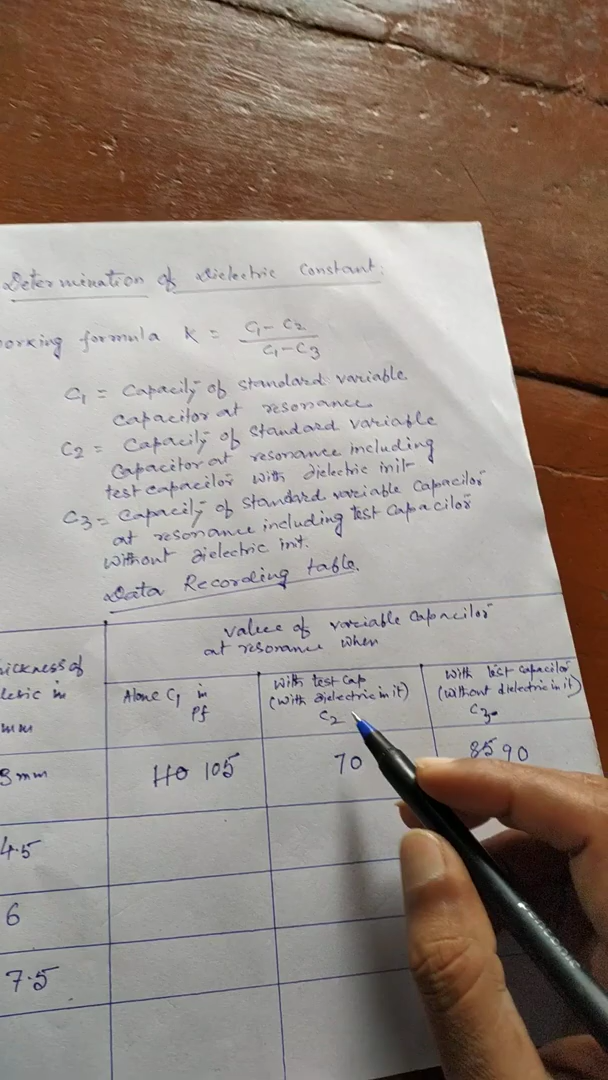 Determination of Dielectric Constant:
working formula K = C1 - C2 / C1 - C3
C1 = Capacity of standard variable
capacitor at resonance
C2 = Capacity of standard variable
Capacitor at resonance including
test capacitor with dielectric init
C3 = Capacity of standard variable capacitor
at resonance including test capacitor
without dielectric int.
Data Recording table.
value of variable capacitor
at resonance when
thickness of
dielectric in
mm
Alone C1 in
Pf
With test cap
(With dielectric in it)
C2
With test capacitor
(without dielectric in it)
C3
3mm 110 105 70 85 90
4.5
6
7.5